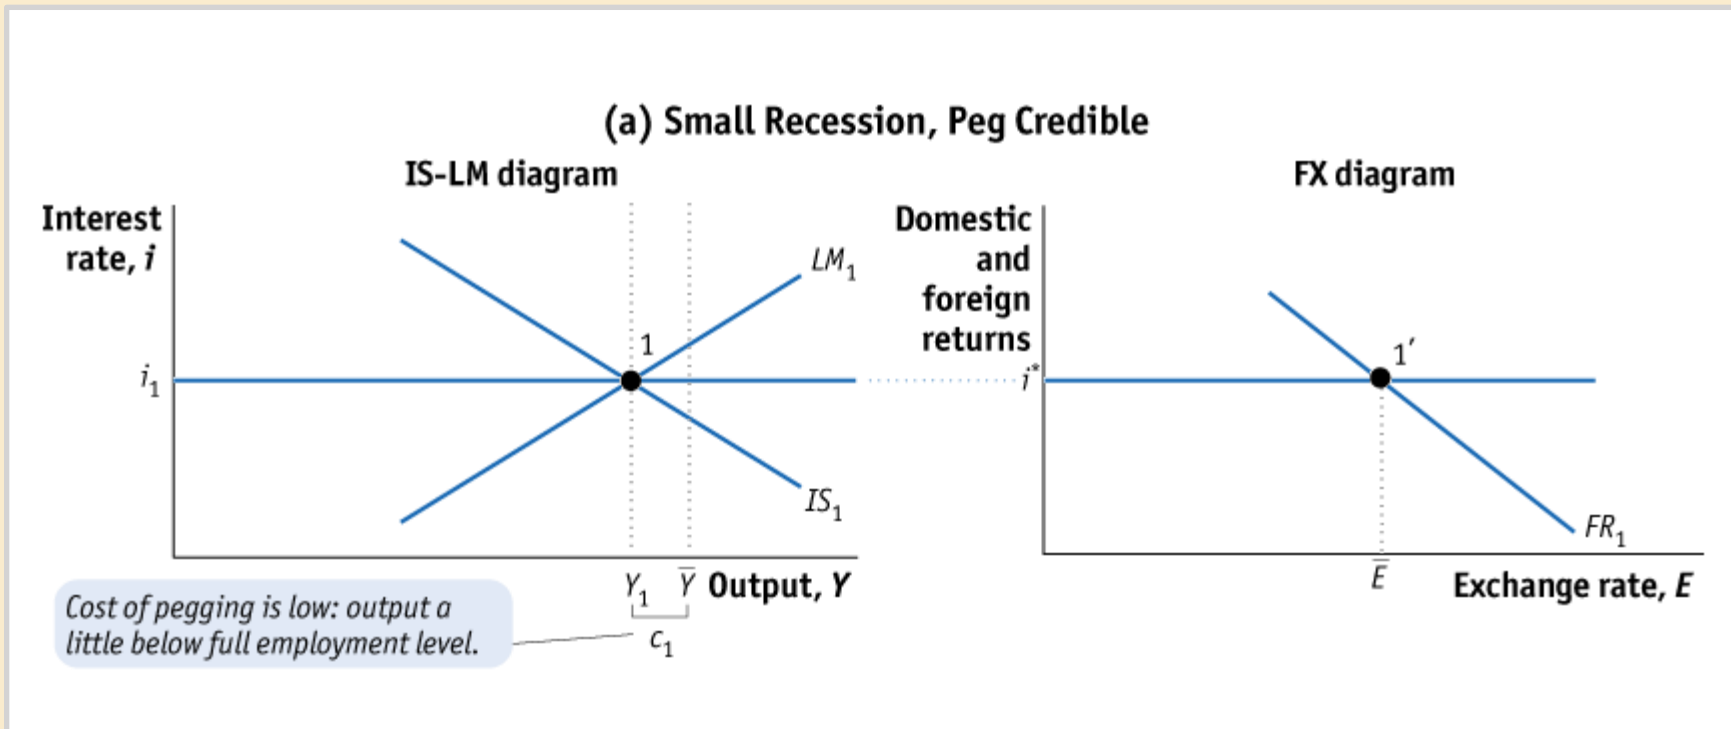 (a) Small Recession, Peg Credible
IS-LM diagram
Interest
rate, i
LM₁
1
i₁
IS₁
Y₁
Y̅
Output, Y
c₁
Cost of pegging is low: output a
little below full employment level.
FX diagram
Domestic
and
foreign
returns
i*
1′
FR₁
E̅
Exchange rate, E